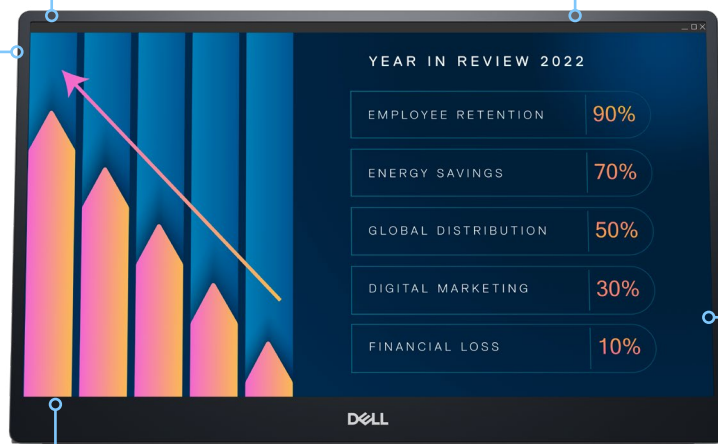 YEAR IN REVIEW 2022
EMPLOYEE RETENTION 90%
ENERGY SAVINGS 70%
GLOBAL DISTRIBUTION 50%
DIGITAL MARKETING 30%
FINANCIAL LOSS 10%
DELL